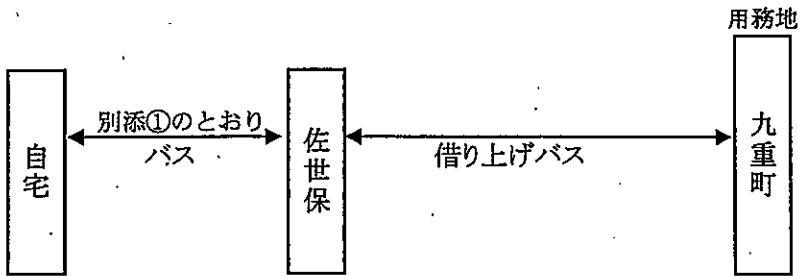 用務地
自宅
別添①のとおり
バス
佐世保
借り上げバス
九重町